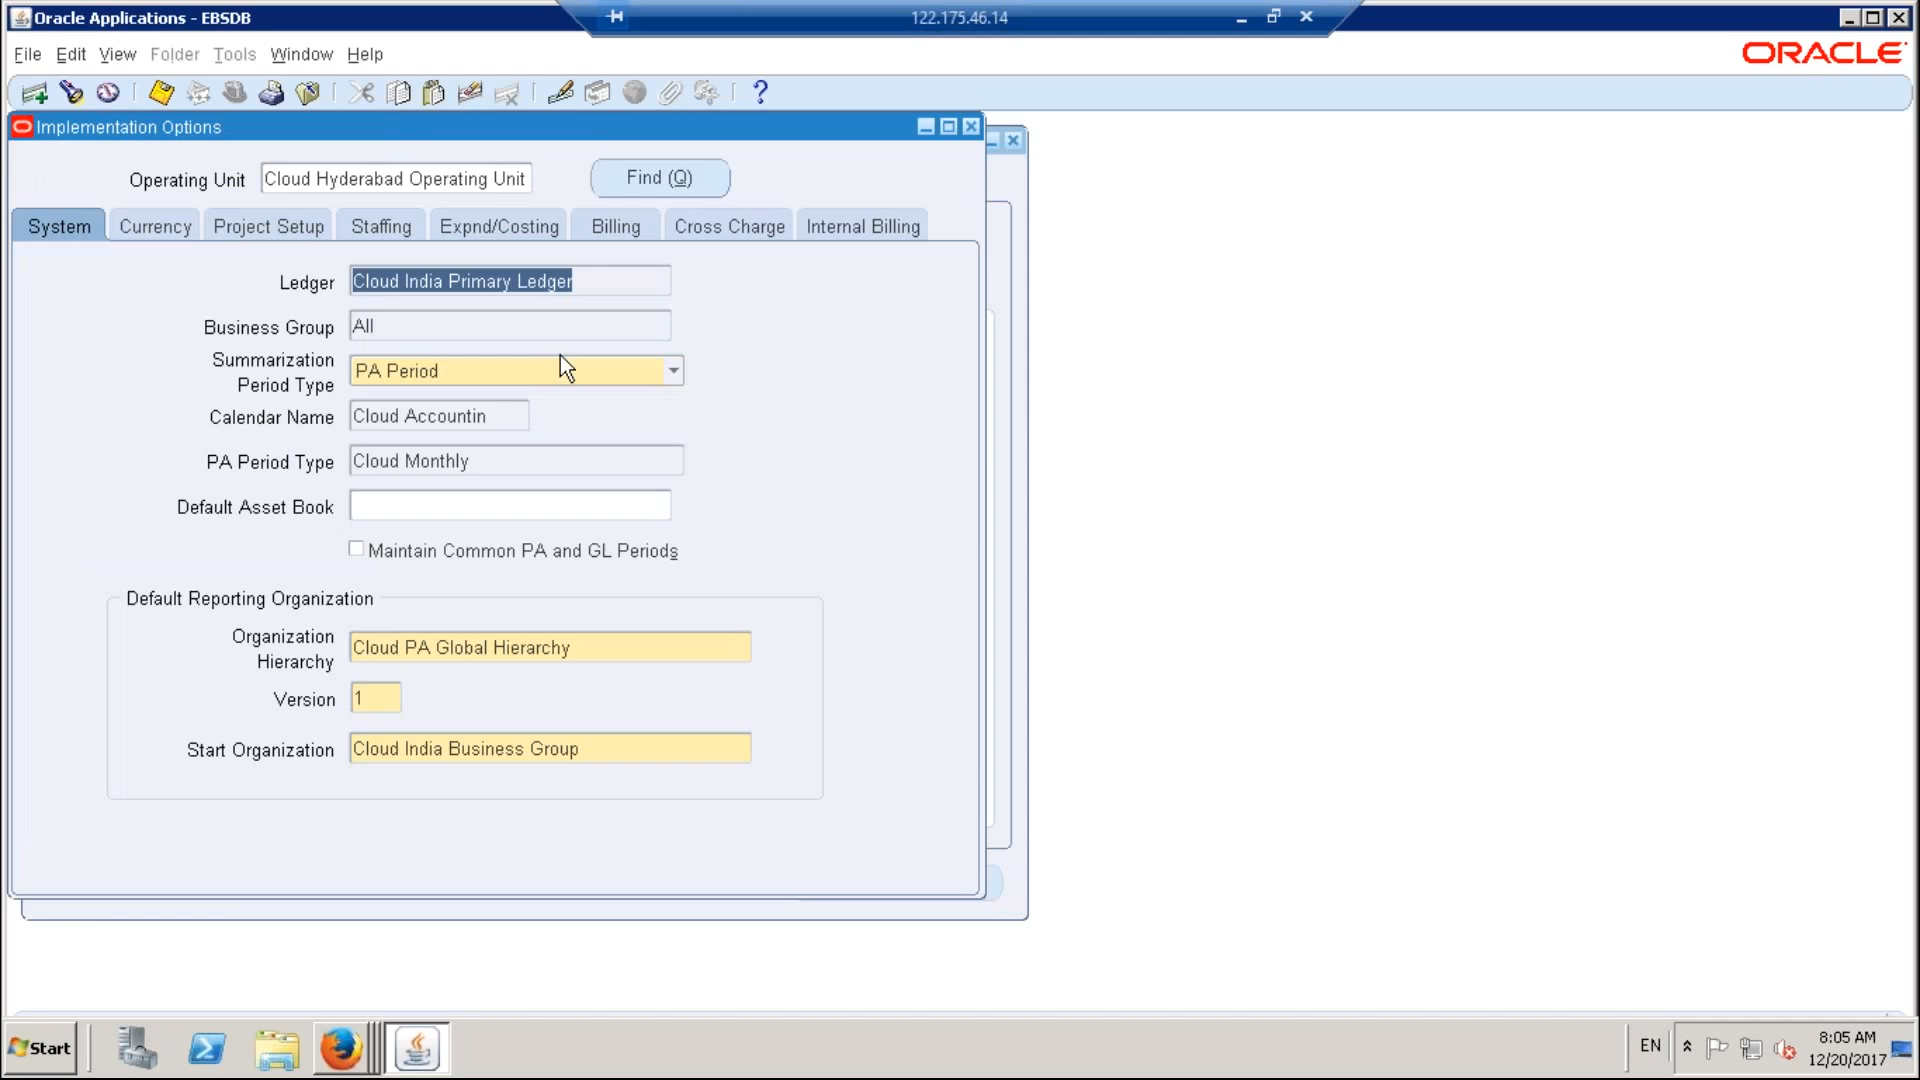 Oracle Applications - EBSDB
122.175.46.14
File Edit View Folder Tools Window Help
ORACLE
Implementation Options
Operating Unit Cloud Hyderabad Operating Unit Find (Q)
System Currency Project Setup Staffing Expnd/Costing Billing Cross Charge Internal Billing
Ledger Cloud India Primary Ledger
Business Group All
Summarization
Period Type PA Period
Calendar Name Cloud Accountin
PA Period Type Cloud Monthly
Default Asset Book
Maintain Common PA and GL Periods
Default Reporting Organization
Organization
Hierarchy Cloud PA Global Hierarchy
Version 1
Start Organization Cloud India Business Group
Start EN 8:05 AM
12/20/2017